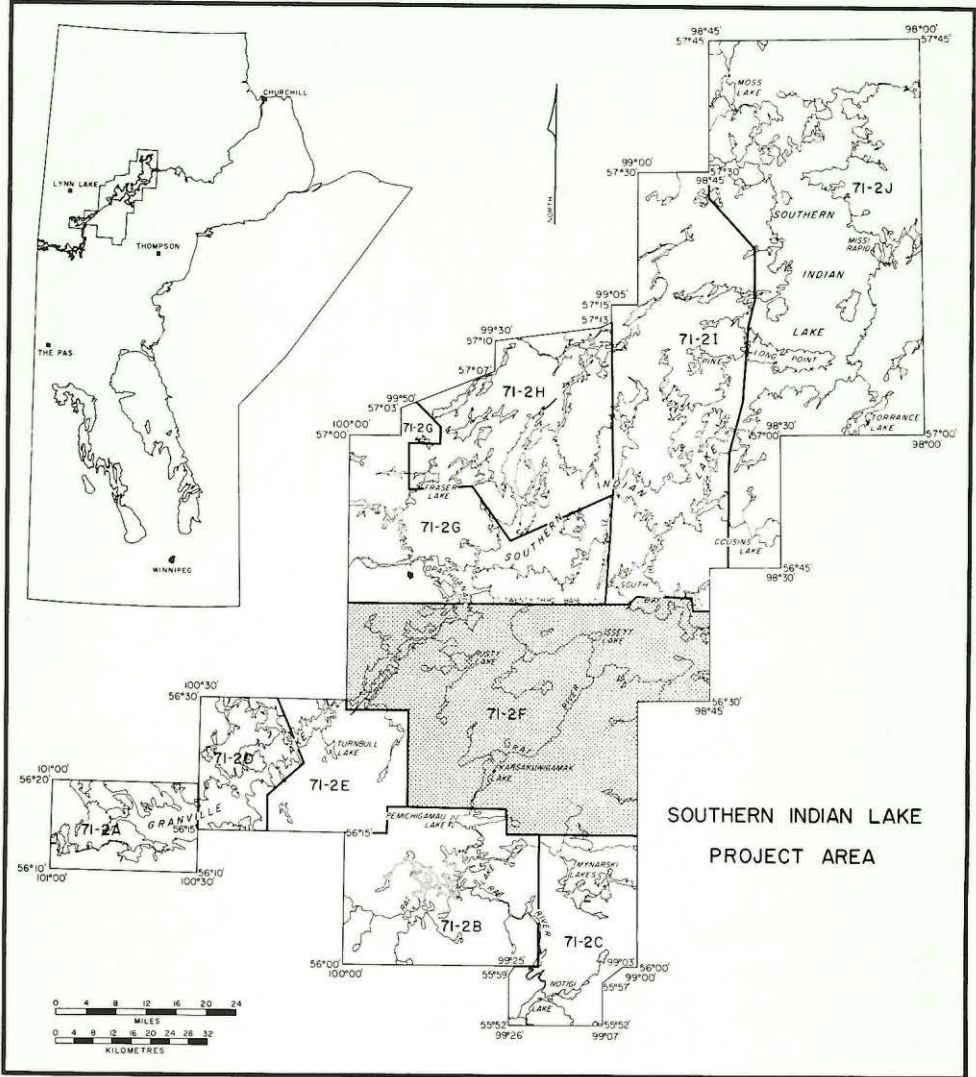 CHURCHILL
LYNN LAKE
THOMPSON
THE PAS
WINNIPEG
NORTH
98°45'
57°45'
98°00'
57°45'
MOSS
LAKE
99°00'
57°30'
57°30'
98°45'
71-2J
SOUTHERN
MISSI
RAPIDS
INDIAN
LAKE
99°05'
57°15'
57°13'
99°30'
57°10'
71-2I
PINE
LONG POINT
57°07'
71-2H
99°50'
57°03'
71-2G
100°00'
57°00'
TORRANCE
LAKE
98°30'
57°00'
57°00'
98°00'
FRASER
LAKE
SOUTHERN
INDIAN
LAKE
71-2G
COUSINS
LAKE
56°45'
98°30'
SOUTH
BAY
ISSETT
LAKE
RUSTY
LAKE
RIVER
71-2F
RAT
KARSAKUWIGAMAK
LAKE
56°30'
98°45'
100°30'
56°30'
71-2D
LAKE
TURNBULL
LAKE
71-2E
101°00'
56°20'
GRANVILLE
71-2A
56°15'
56°15'
56°10'
101°00'
56°10'
100°30'
PEMICHIGAMAU
LAKE
SOUTHERN INDIAN LAKE
PROJECT AREA
MYNARSKI
LAKES
RAT
LAKE
RAT
RIVER
71-2B
71-2C
56°00'
100°00'
99°25'
55°59'
99°03'
56°00'
99°00'
55°57'
NOTIGI
LAKE
55°52'
99°26'
55°52'
99°07'
0 4 8 12 16 20 24
MILES
0 4 8 12 16 20 24 28 32
KILOMETRES